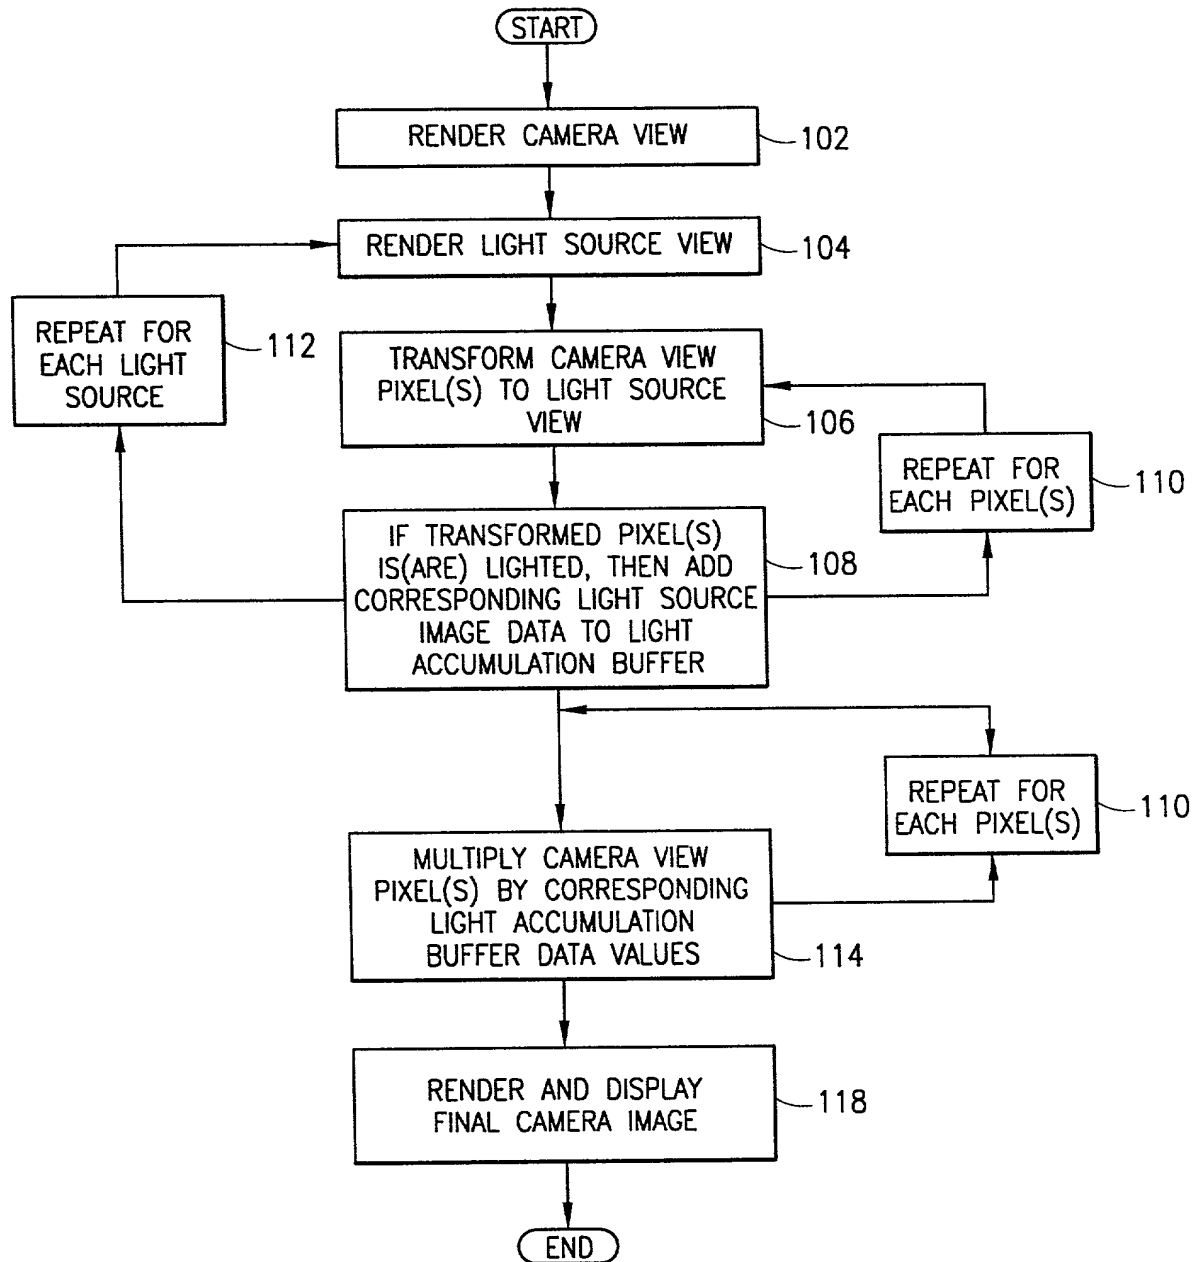 START
RENDER CAMERA VIEW
102
RENDER LIGHT SOURCE VIEW
104
REPEAT FOR
EACH LIGHT
SOURCE
112
TRANSFORM CAMERA VIEW
PIXEL(S) TO LIGHT SOURCE
VIEW
106
REPEAT FOR
EACH PIXEL(S)
110
IF TRANSFORMED PIXEL(S)
IS(ARE) LIGHTED, THEN ADD
CORRESPONDING LIGHT SOURCE
IMAGE DATA TO LIGHT
ACCUMULATION BUFFER
108
REPEAT FOR
EACH PIXEL(S)
110
MULTIPLY CAMERA VIEW
PIXEL(S) BY CORRESPONDING
LIGHT ACCUMULATION
BUFFER DATA VALUES
114
RENDER AND DISPLAY
FINAL CAMERA IMAGE
118
END